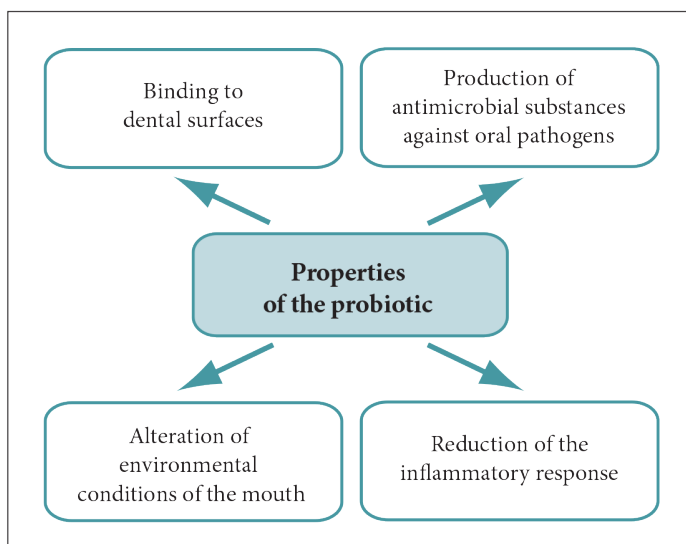 Binding to
dental surfaces
Production of
antimicrobial substances
against oral pathogens
Properties
of the probiotic
Alteration of
environmental
conditions of the mouth
Reduction of the
inflammatory response